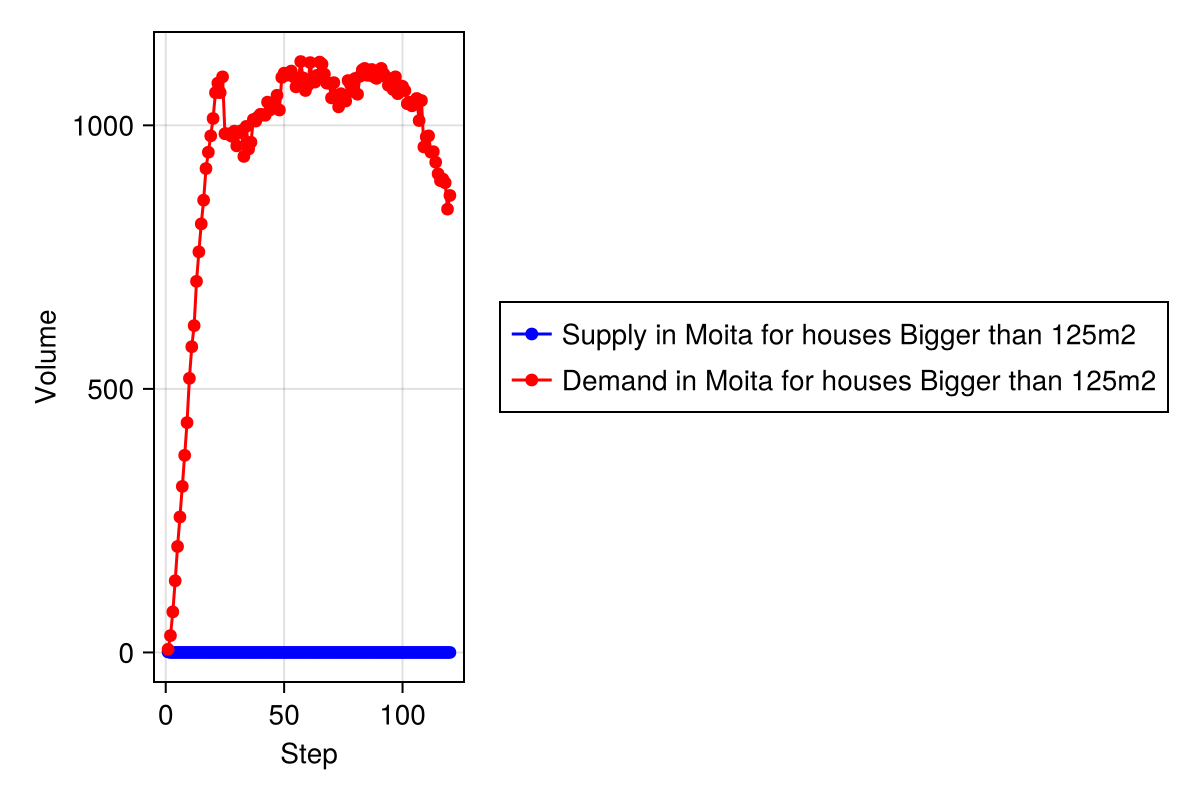 1000
500
0
Volume
0 50 100
Step
Supply in Moita for houses Bigger than 125m2
Demand in Moita for houses Bigger than 125m2